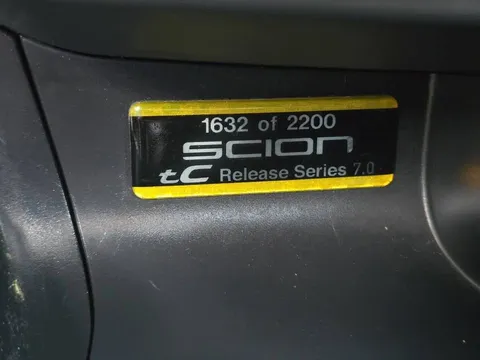 1632 of 2200
SCION
tC Release Series 7.0